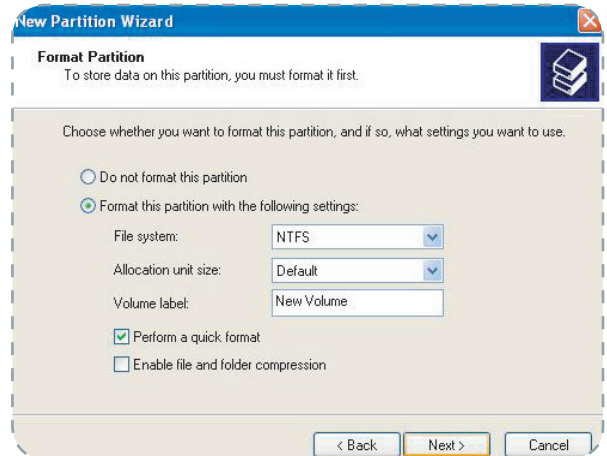 New Partition Wizard
Format Partition
To store data on this partition, you must format it first.
Choose whether you want to format this partition, and if so, what settings you want to use.
Do not format this partition
Format this partition with the following settings:
File system: NTFS
Allocation unit size: Default
Volume label: New Volume
Perform a quick format
Enable file and folder compression
< Back Next > Cancel